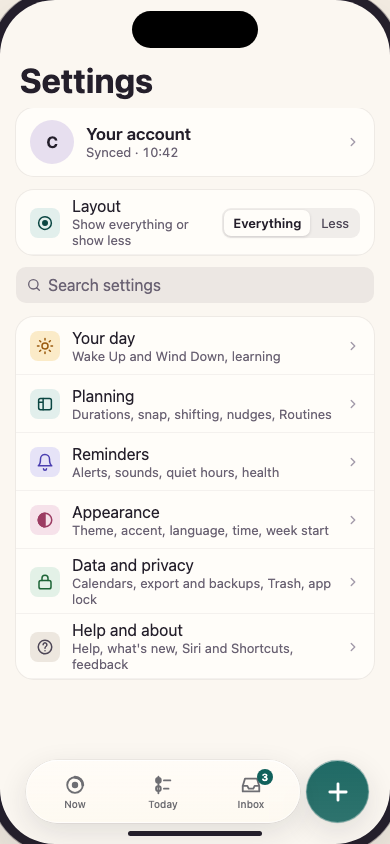 Settings
C
Your account
Synced · 10:42
Layout
Show everything or
show less
Everything
Less
Search settings
Your day
Wake Up and Wind Down, learning
Planning
Durations, snap, shifting, nudges, Routines
Reminders
Alerts, sounds, quiet hours, health
Appearance
Theme, accent, language, time, week start
Data and privacy
Calendars, export and backups, Trash, app
lock
Help and about
Help, what's new, Siri and Shortcuts,
feedback
3
Now
Today
Inbox